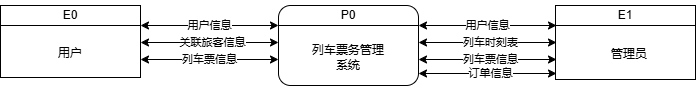 E0
用户
用户信息
关联旅客信息
列车票信息
P0
列车票务管理
系统
用户信息
列车时刻表
列车票信息
订单信息
E1
管理员